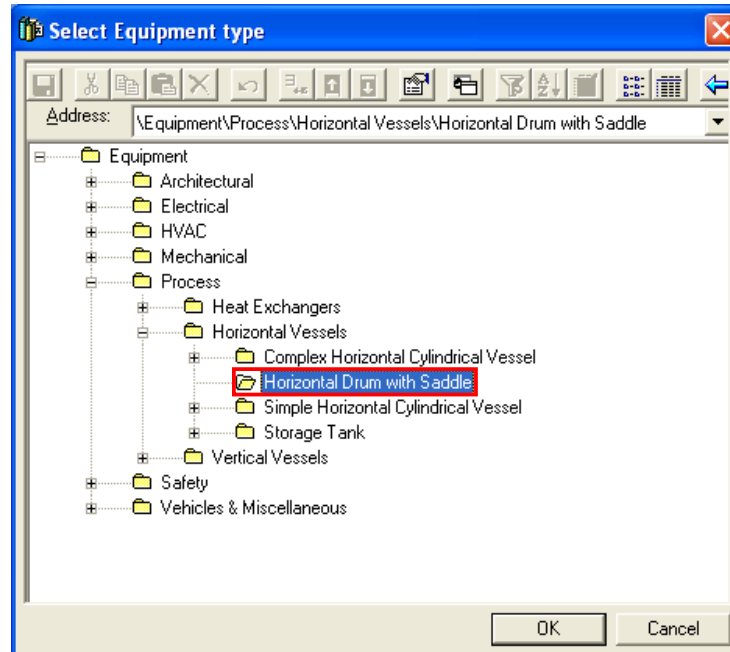 Select Equipment type
Address: \Equipment\Process\Horizontal Vessels\Horizontal Drum with Saddle
Equipment
Architectural
Electrical
HVAC
Mechanical
Process
Heat Exchangers
Horizontal Vessels
Complex Horizontal Cylindrical Vessel
Horizontal Drum with Saddle
Simple Horizontal Cylindrical Vessel
Storage Tank
Vertical Vessels
Safety
Vehicles & Miscellaneous
OK Cancel